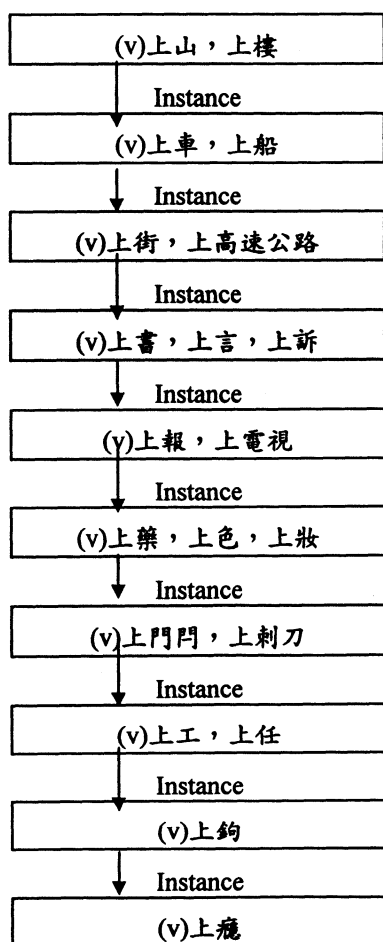 (v)上山，上樓
Instance
(v)上車，上船
Instance
(v)上街，上高速公路
Instance
(v)上書，上言，上訴
Instance
(v)上報，上電視
Instance
(v)上藥，上色，上妝
Instance
(v)上門閂，上刺刀
Instance
(v)上工，上任
Instance
(v)上鉤
Instance
(v)上癮